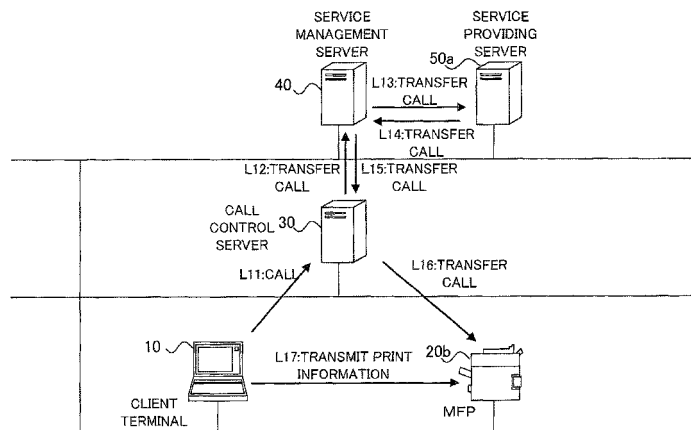 SERVICE
MANAGEMENT
SERVER
SERVICE
PROVIDING
SERVER
40
50a
L13:TRANSFER
CALL
L14:TRANSFER
CALL
L12:TRANSFER
CALL
L15:TRANSFER
CALL
CALL
CONTROL
SERVER
30
L11:CALL
L16:TRANSFER
CALL
10
L17:TRANSMIT PRINT
INFORMATION
20b
CLIENT
TERMINAL
MFP